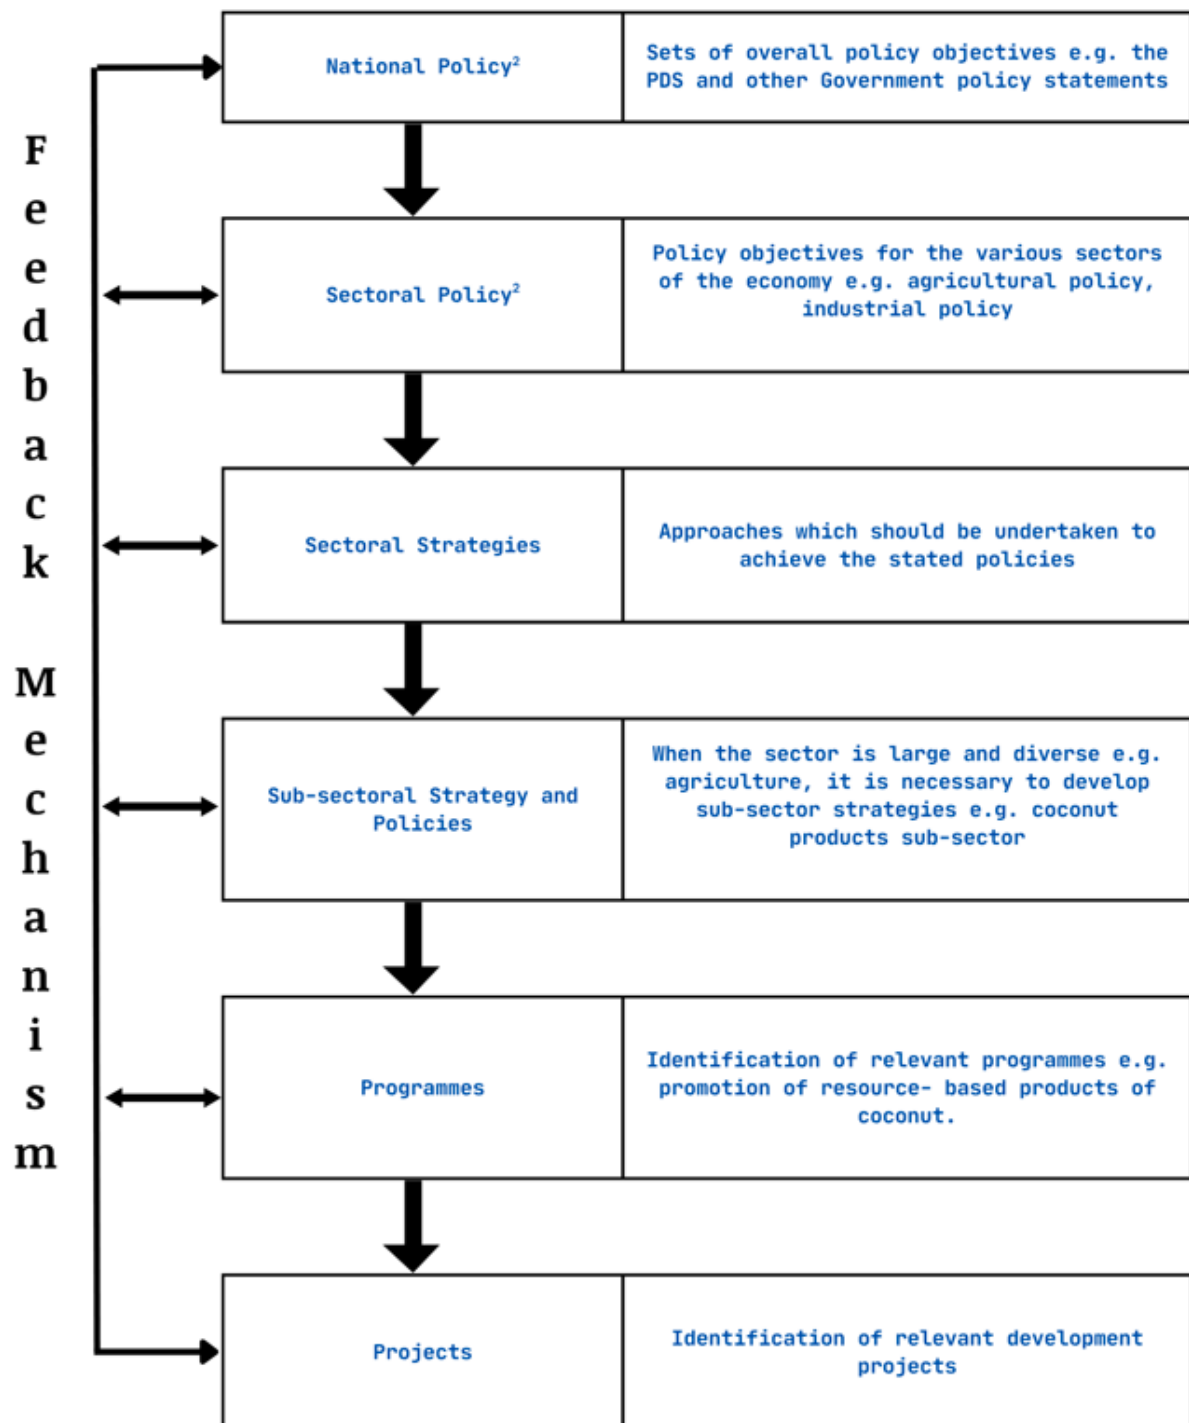 Feedback Mechanism
National Policy²
Sets of overall policy objectives e.g. the
PDS and other Government policy statements
Sectoral Policy²
Policy objectives for the various sectors
of the economy e.g. agricultural policy,
industrial policy
Sectoral Strategies
Approaches which should be undertaken to
achieve the stated policies
Sub-sectoral Strategy and
Policies
When the sector is large and diverse e.g.
agriculture, it is necessary to develop
sub-sector strategies e.g. coconut
products sub-sector
Programmes
Identification of relevant programmes e.g.
promotion of resource- based products of
coconut.
Projects
Identification of relevant development
projects